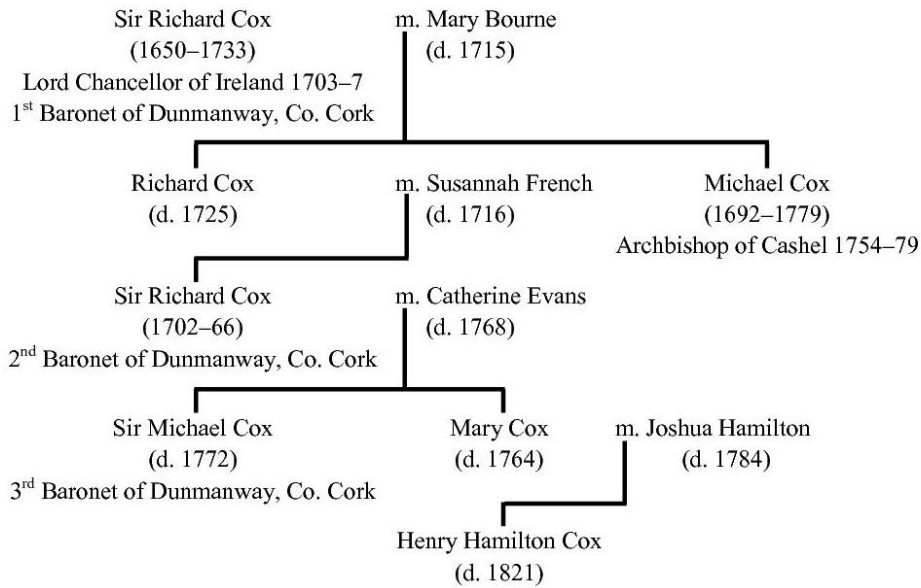 Sir Richard Cox m. Mary Bourne
(1650–1733) (d. 1715)
Lord Chancellor of Ireland 1703–7
1st Baronet of Dunmanway, Co. Cork
Richard Cox m. Susannah French Michael Cox
(d. 1725) (d. 1716) (1692–1779)
Archbishop of Cashel 1754–79
Sir Richard Cox m. Catherine Evans
(1702–66) (d. 1768)
2nd Baronet of Dunmanway, Co. Cork
Sir Michael Cox Mary Cox m. Joshua Hamilton
(d. 1772) (d. 1764) (d. 1784)
3rd Baronet of Dunmanway, Co. Cork
Henry Hamilton Cox
(d. 1821)